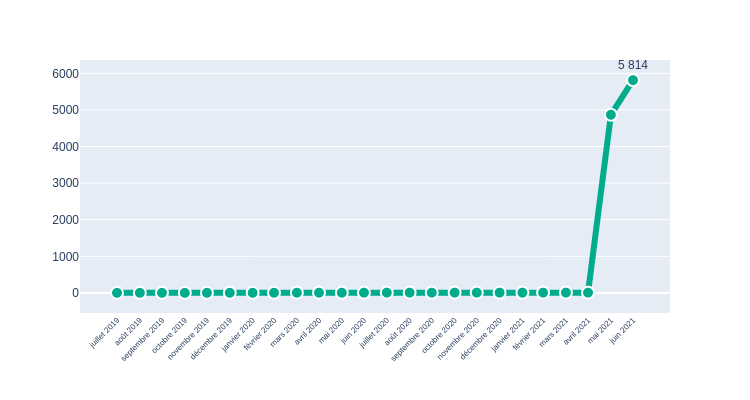 5 814
6000
5000
4000
3000
2000
1000
0
juillet 2019
août 2019
septembre 2019
octobre 2019
novembre 2019
décembre 2019
janvier 2020
février 2020
mars 2020
avril 2020
mai 2020
juin 2020
juillet 2020
août 2020
septembre 2020
octobre 2020
novembre 2020
décembre 2020
janvier 2021
février 2021
mars 2021
avril 2021
mai 2021
juin 2021